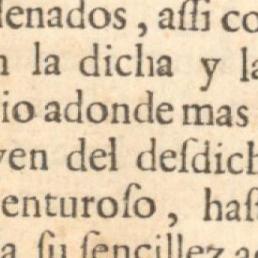 lenados, aſſi co
n la dicha y la
io adonde mas
ven del deſdich
enturoſo, haſ
a ſu ſencillez a